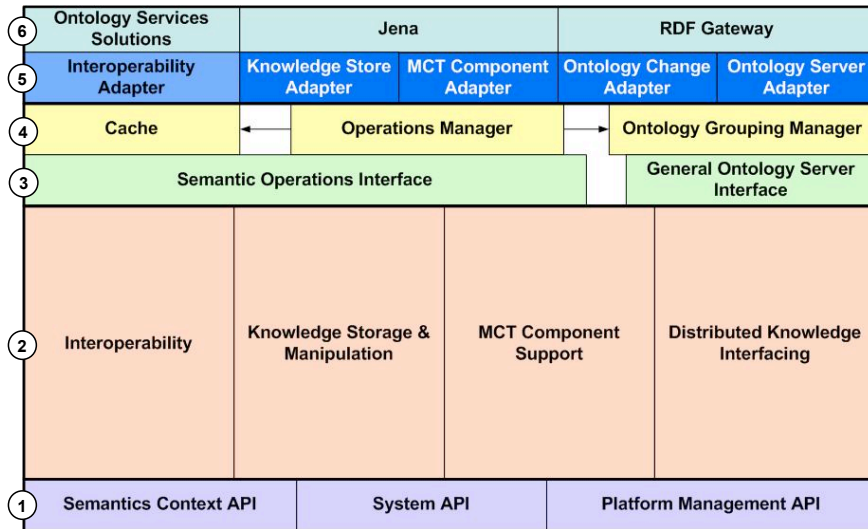 6
Ontology Services
Solutions
Jena
RDF Gateway
5
Interoperability
Adapter
Knowledge Store
Adapter
MCT Component
Adapter
Ontology Change
Adapter
Ontology Server
Adapter
4
Cache
Operations Manager
Ontology Grouping Manager
3
Semantic Operations Interface
General Ontology Server
Interface
2
Interoperability
Knowledge Storage &
Manipulation
MCT Component
Support
Distributed Knowledge
Interfacing
1
Semantics Context API
System API
Platform Management API